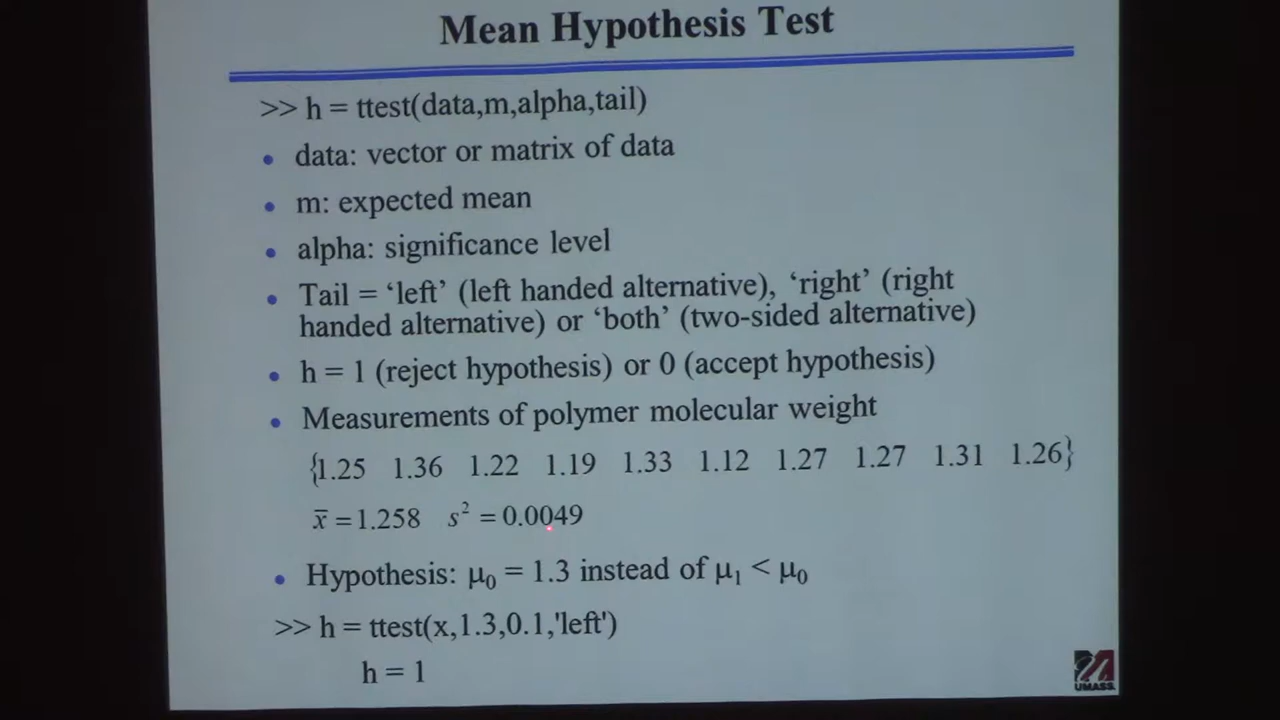 Mean Hypothesis Test
>> h = ttest(data,m,alpha,tail)
• data: vector or matrix of data
• m: expected mean
• alpha: significance level
• Tail = ‘left’ (left handed alternative), ‘right’ (right
handed alternative) or ‘both’ (two-sided alternative)
• h = 1 (reject hypothesis) or 0 (accept hypothesis)
• Measurements of polymer molecular weight
{1.25 1.36 1.22 1.19 1.33 1.12 1.27 1.27 1.31 1.26}
x̄ = 1.258 s² = 0.0049
• Hypothesis: μ₀ = 1.3 instead of μ₁ < μ₀
>> h = ttest(x,1.3,0.1,'left')
h = 1
UMASS